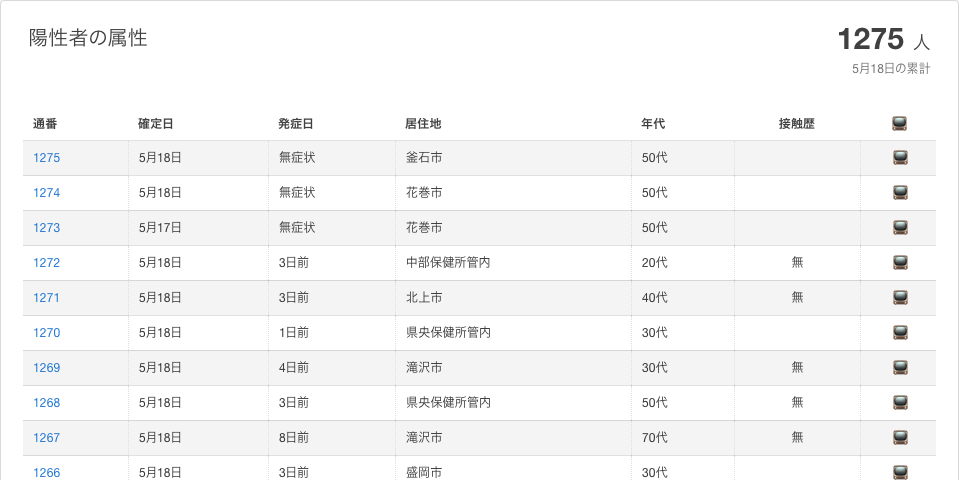 陽性者の属性
1275 人
5月18日の累計
通番 確定日 発症日 居住地 年代 接触歴
1275 5月18日 無症状 釜石市 50代
1274 5月18日 無症状 花巻市 50代
1273 5月17日 無症状 花巻市 50代
1272 5月18日 3日前 中部保健所管内 20代 無
1271 5月18日 3日前 北上市 40代 無
1270 5月18日 1日前 県央保健所管内 30代
1269 5月18日 4日前 滝沢市 30代 無
1268 5月18日 3日前 県央保健所管内 50代 無
1267 5月18日 8日前 滝沢市 70代 無
1266 5月18日 3日前 盛岡市 30代